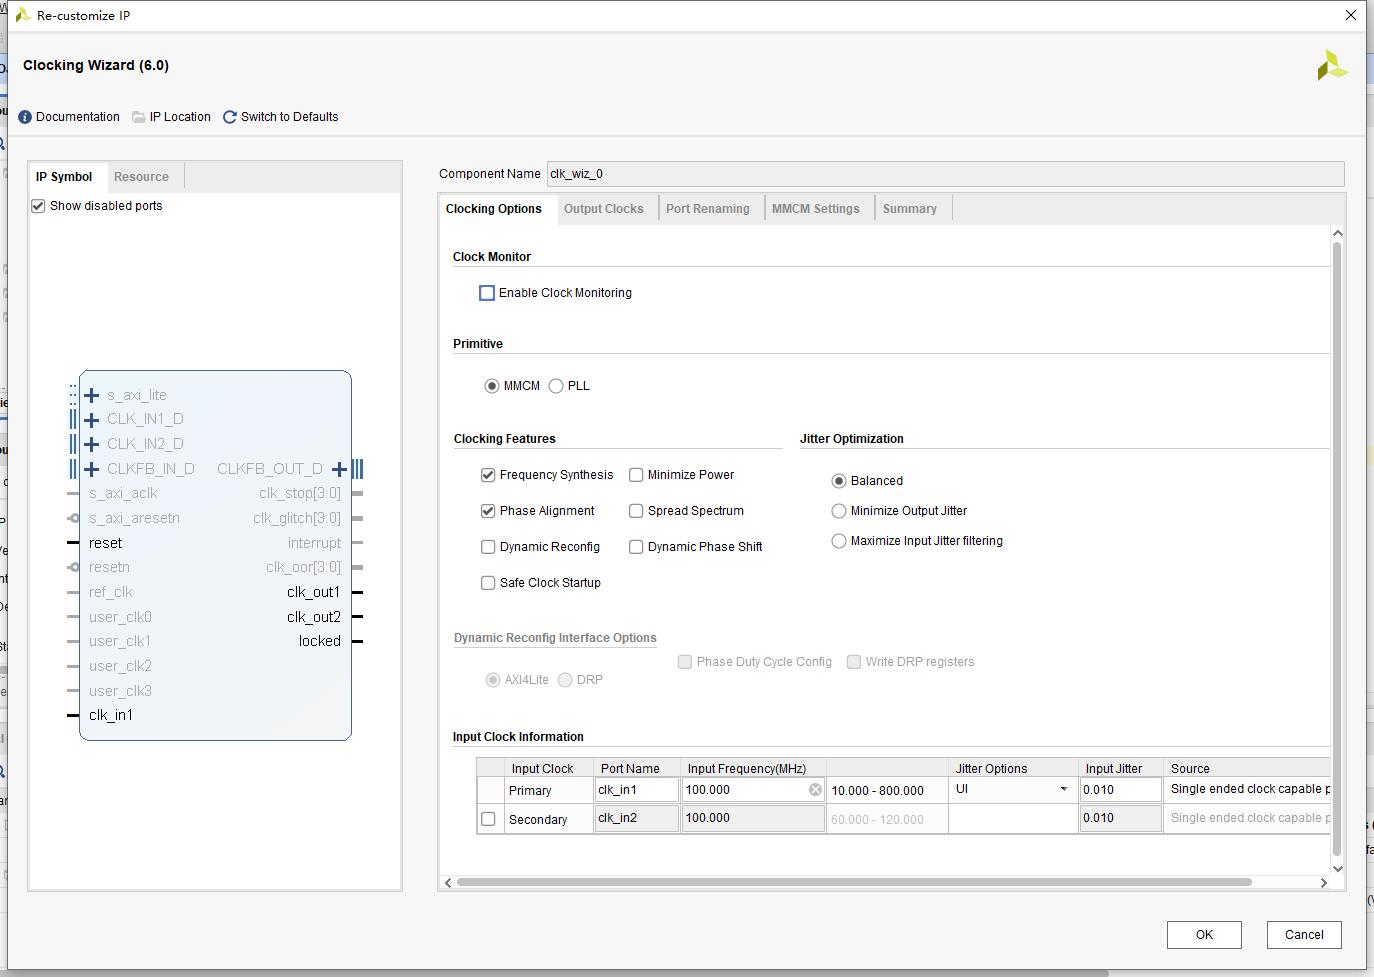 Re-customize IP
Clocking Wizard (6.0)
Documentation IP Location Switch to Defaults
IP Symbol Resource
Show disabled ports
s_axi_lite
CLK_IN1_D
CLK_IN2_D
CLKFB_IN_D CLKFB_OUT_D
s_axi_aclk clk_stop[3:0]
s_axi_aresetn clk_glitch[3:0]
reset interrupt
resetn clk_oor[3:0]
ref_clk clk_out1
user_clk0 clk_out2
user_clk1 locked
user_clk2
user_clk3
clk_in1
Component Name clk_wiz_0
Clocking Options Output Clocks Port Renaming MMCM Settings Summary
Clock Monitor
Enable Clock Monitoring
Primitive
MMCM PLL
Clocking Features Jitter Optimization
Frequency Synthesis Minimize Power Balanced
Phase Alignment Spread Spectrum Minimize Output Jitter
Dynamic Reconfig Dynamic Phase Shift Maximize Input Jitter filtering
Safe Clock Startup
Dynamic Reconfig Interface Options
Phase Duty Cycle Config Write DRP registers
AXI4Lite DRP
Input Clock Information
Input Clock Port Name Input Frequency(MHz) Jitter Options Input Jitter Source
Primary clk_in1 100.000 10.000 - 800.000 UI 0.010 Single ended clock capable p
Secondary clk_in2 100.000 60.000 - 120.000 0.010 Single ended clock capable p
OK Cancel